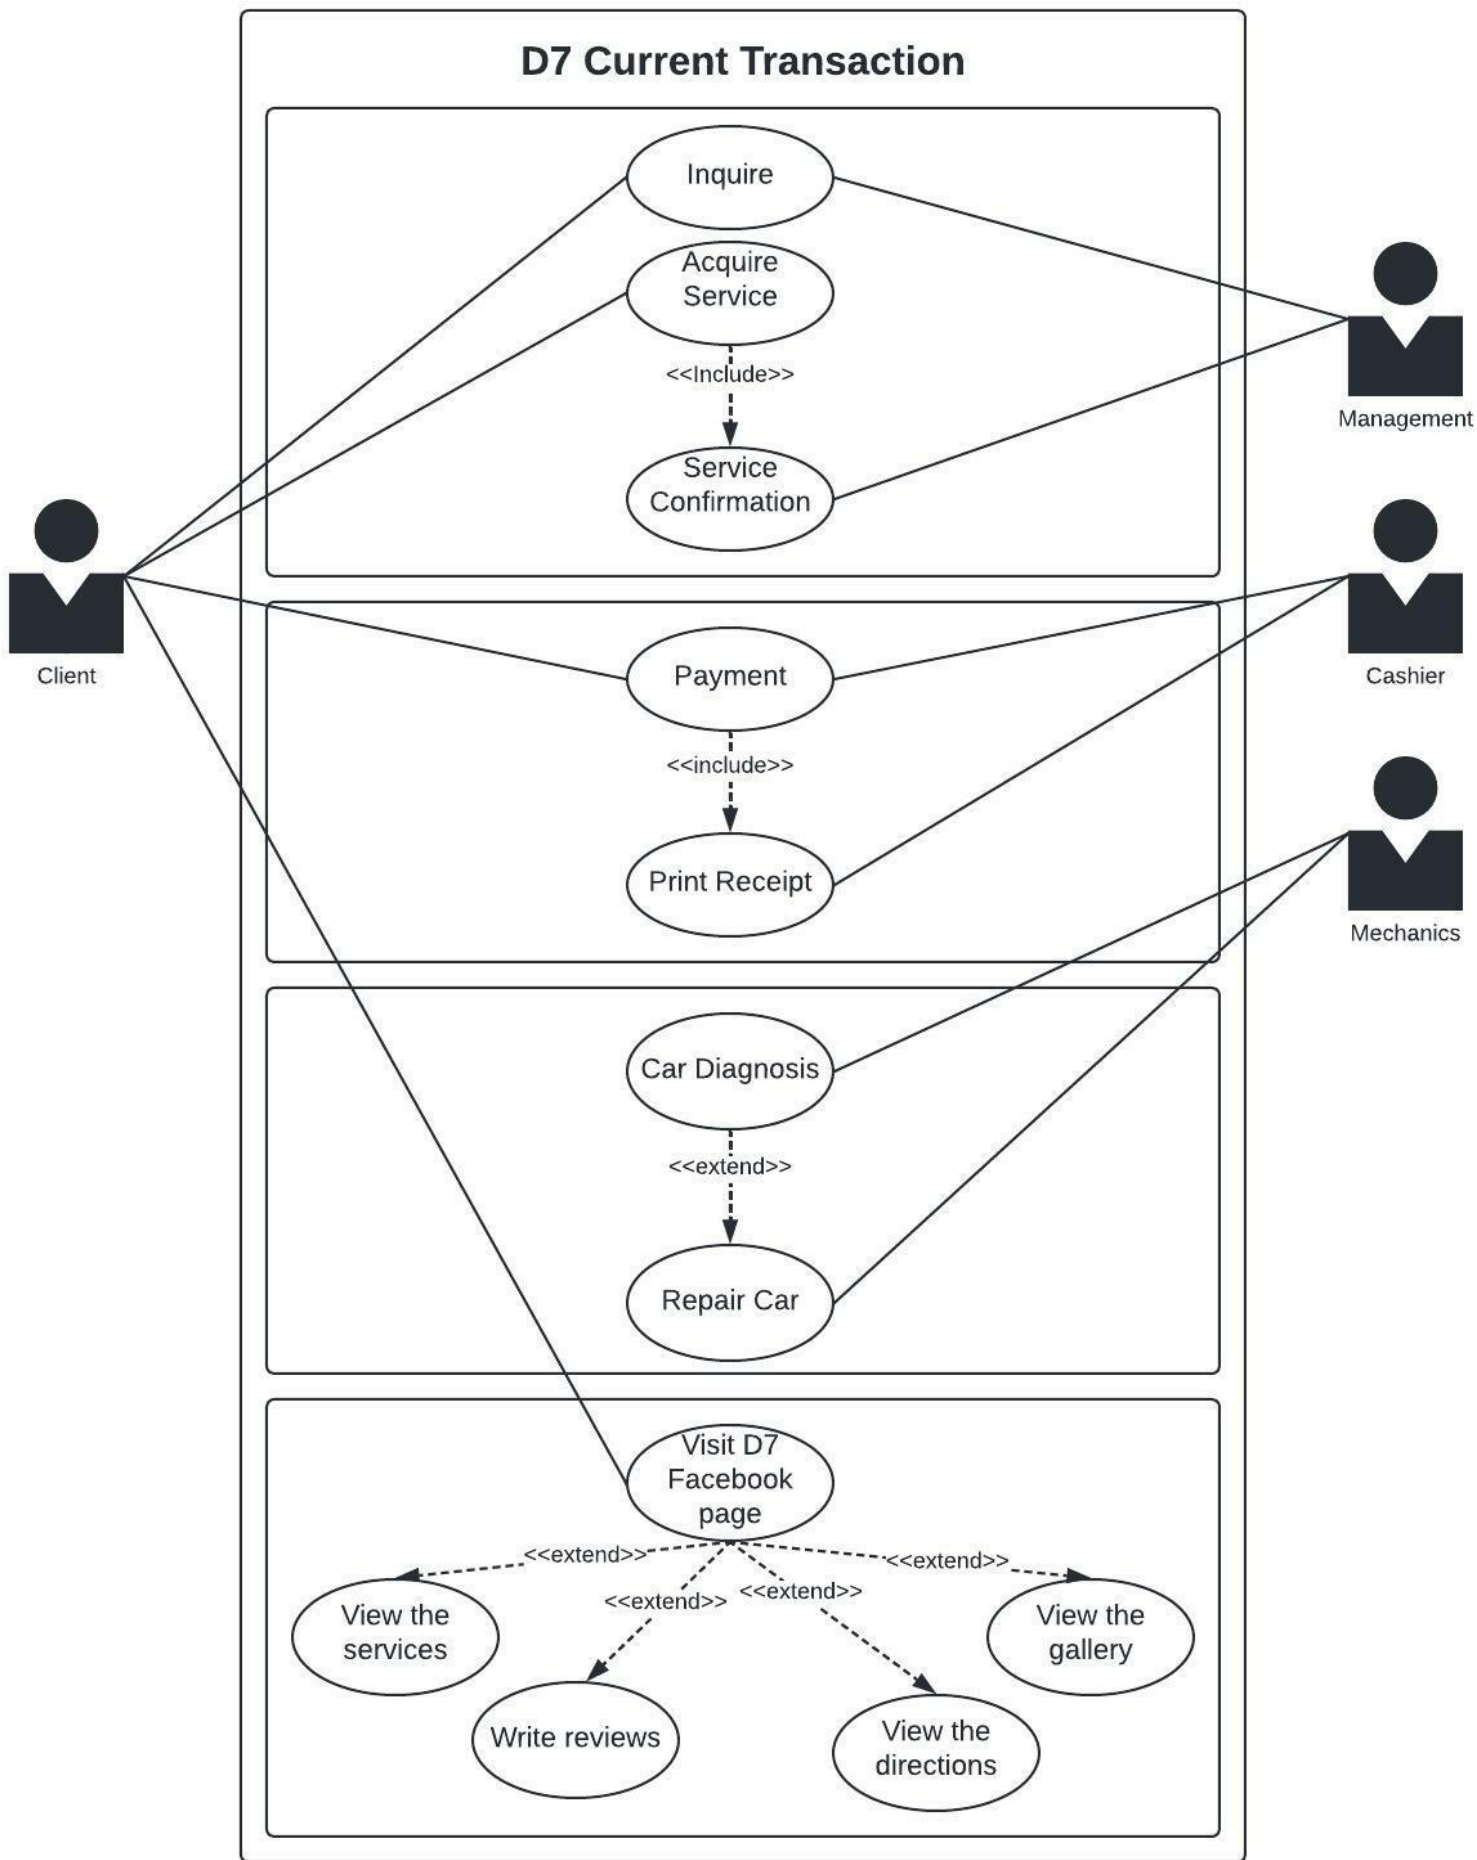 D7 Current Transaction
Inquire
Acquire
Service
<<Include>>
Service
Confirmation
Management
Client
Payment
<<include>>
Print Receipt
Cashier
Mechanics
Car Diagnosis
<<extend>>
Repair Car
Visit D7
Facebook
page
<<extend>>
<<extend>>
<<extend>>
<<extend>>
View the
services
Write reviews
View the
directions
View the
gallery